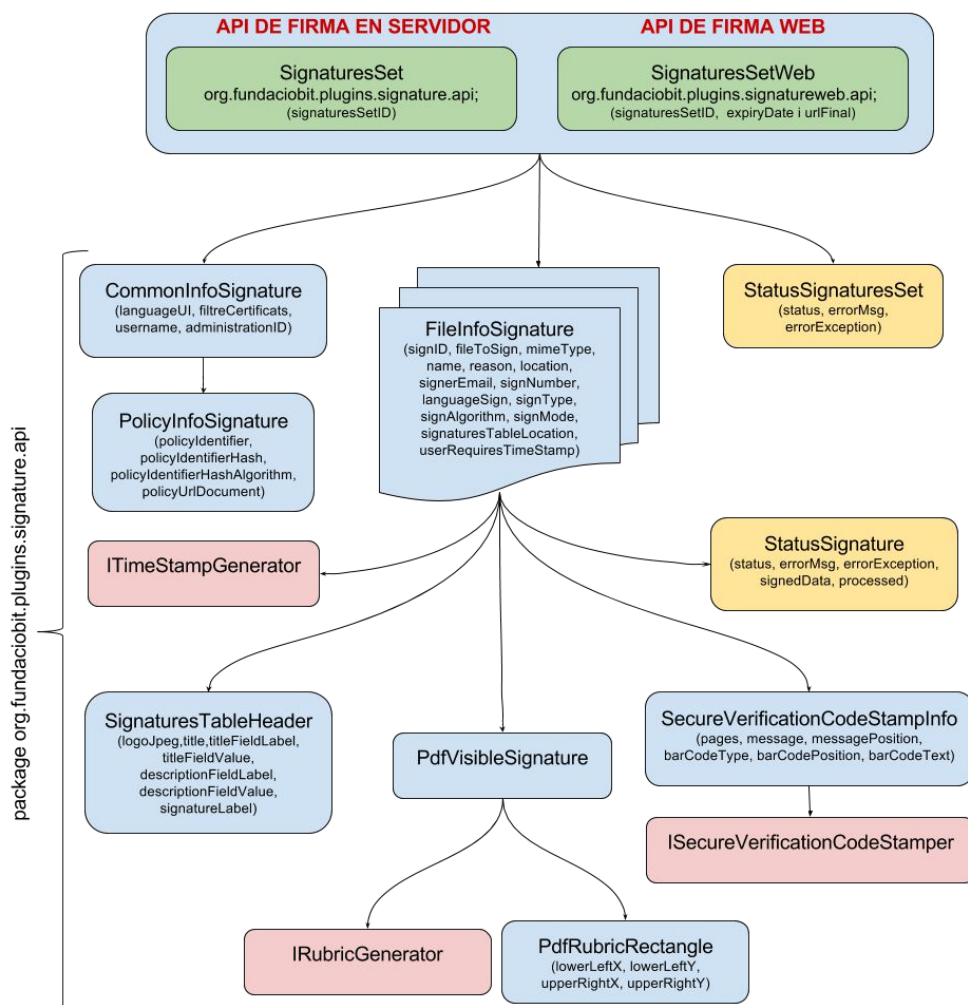 API DE FIRMA EN SERVIDOR
API DE FIRMA WEB
SignaturesSet
org.fundaciobit.plugins.signature.api;
(signaturesSetID)
SignaturesSetWeb
org.fundaciobit.plugins.signatureweb.api;
(signaturesSetID, expiryDate i urlFinal)
CommonInfoSignature
(languageUI, filtreCertificats,
username, administrationID)
FileInfoSignature
(signID, fileToSign, mimeType,
name, reason, location,
signerEmail, signNumber,
languageSign, signType,
signAlgorithm, signMode,
signaturesTableLocation,
userRequiresTimeStamp)
StatusSignaturesSet
(status, errorMsg,
errorException)
PolicyInfoSignature
(policyIdentifier,
policyIdentifierHash,
policyIdentifierHashAlgorithm,
policyUrlDocument)
package org.fundaciobit.plugins.signature.api
ITimeStampGenerator
StatusSignature
(status, errorMsg, errorException,
signedData, processed)
SignaturesTableHeader
(logoJpeg,title,titleFieldLabel,
titleFieldValue,
descriptionFieldLabel,
descriptionFieldValue,
signatureLabel)
PdfVisibleSignature
SecureVerificationCodeStampInfo
(pages, message, messagePosition,
barCodeType, barCodePosition, barCodeText)
ISecureVerificationCodeStamper
IRubricGenerator
PdfRubricRectangle
(lowerLeftX, lowerLeftY,
upperRightX, upperRightY)